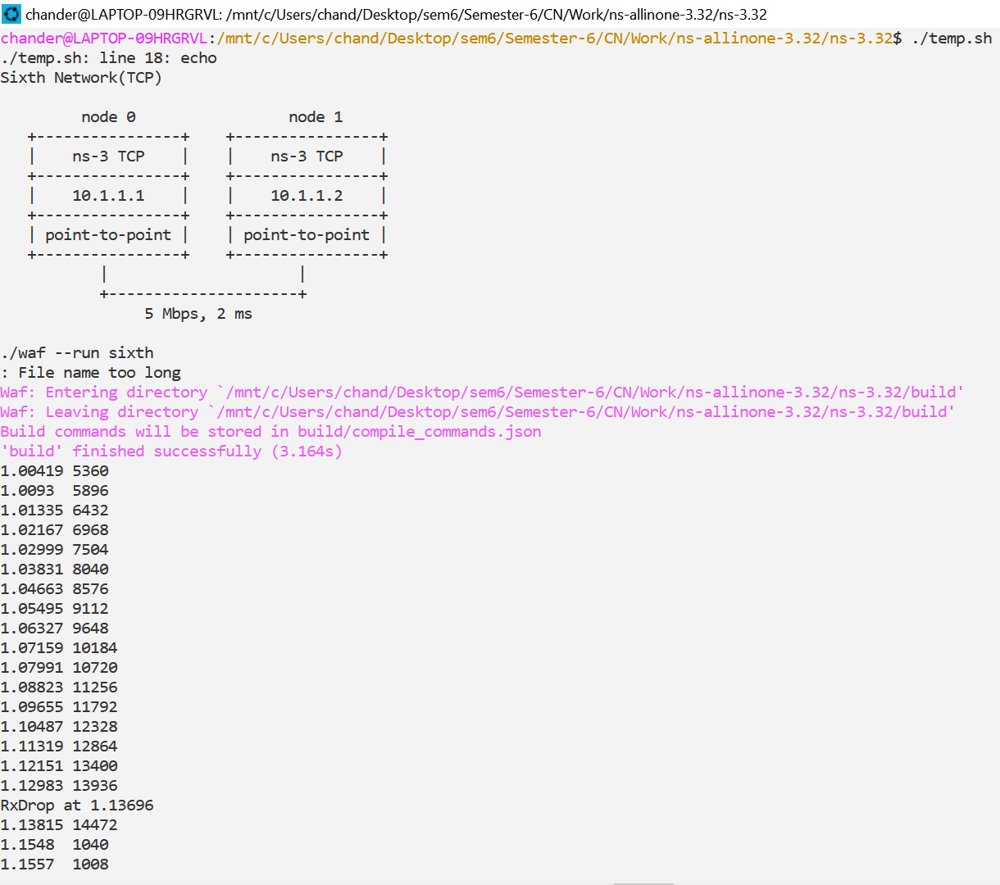 chander@LAPTOP-09HRGRVL: /mnt/c/Users/chand/Desktop/sem6/Semester-6/CN/Work/ns-allinone-3.32/ns-3.32
chander@LAPTOP-09HRGRVL:/mnt/c/Users/chand/Desktop/sem6/Semester-6/CN/Work/ns-allinone-3.32/ns-3.32$ ./temp.sh
./temp.sh: line 18: echo
Sixth Network(TCP)

         node 0                 node 1
   +----------------+    +----------------+
   |    ns-3 TCP    |    |    ns-3 TCP    |
   +----------------+    +----------------+
   |    10.1.1.1    |    |    10.1.1.2    |
   +----------------+    +----------------+
   | point-to-point |    | point-to-point |
   +----------------+    +----------------+
           |                     |
           +---------------------+
                5 Mbps, 2 ms

./waf --run sixth
: File name too long
Waf: Entering directory `/mnt/c/Users/chand/Desktop/sem6/Semester-6/CN/Work/ns-allinone-3.32/ns-3.32/build'
Waf: Leaving directory `/mnt/c/Users/chand/Desktop/sem6/Semester-6/CN/Work/ns-allinone-3.32/ns-3.32/build'
Build commands will be stored in build/compile_commands.json
'build' finished successfully (3.164s)
1.00419 5360
1.0093  5896
1.01335 6432
1.02167 6968
1.02999 7504
1.03831 8040
1.04663 8576
1.05495 9112
1.06327 9648
1.07159 10184
1.07991 10720
1.08823 11256
1.09655 11792
1.10487 12328
1.11319 12864
1.12151 13400
1.12983 13936
RxDrop at 1.13696
1.13815 14472
1.1548  1040
1.1557  1008